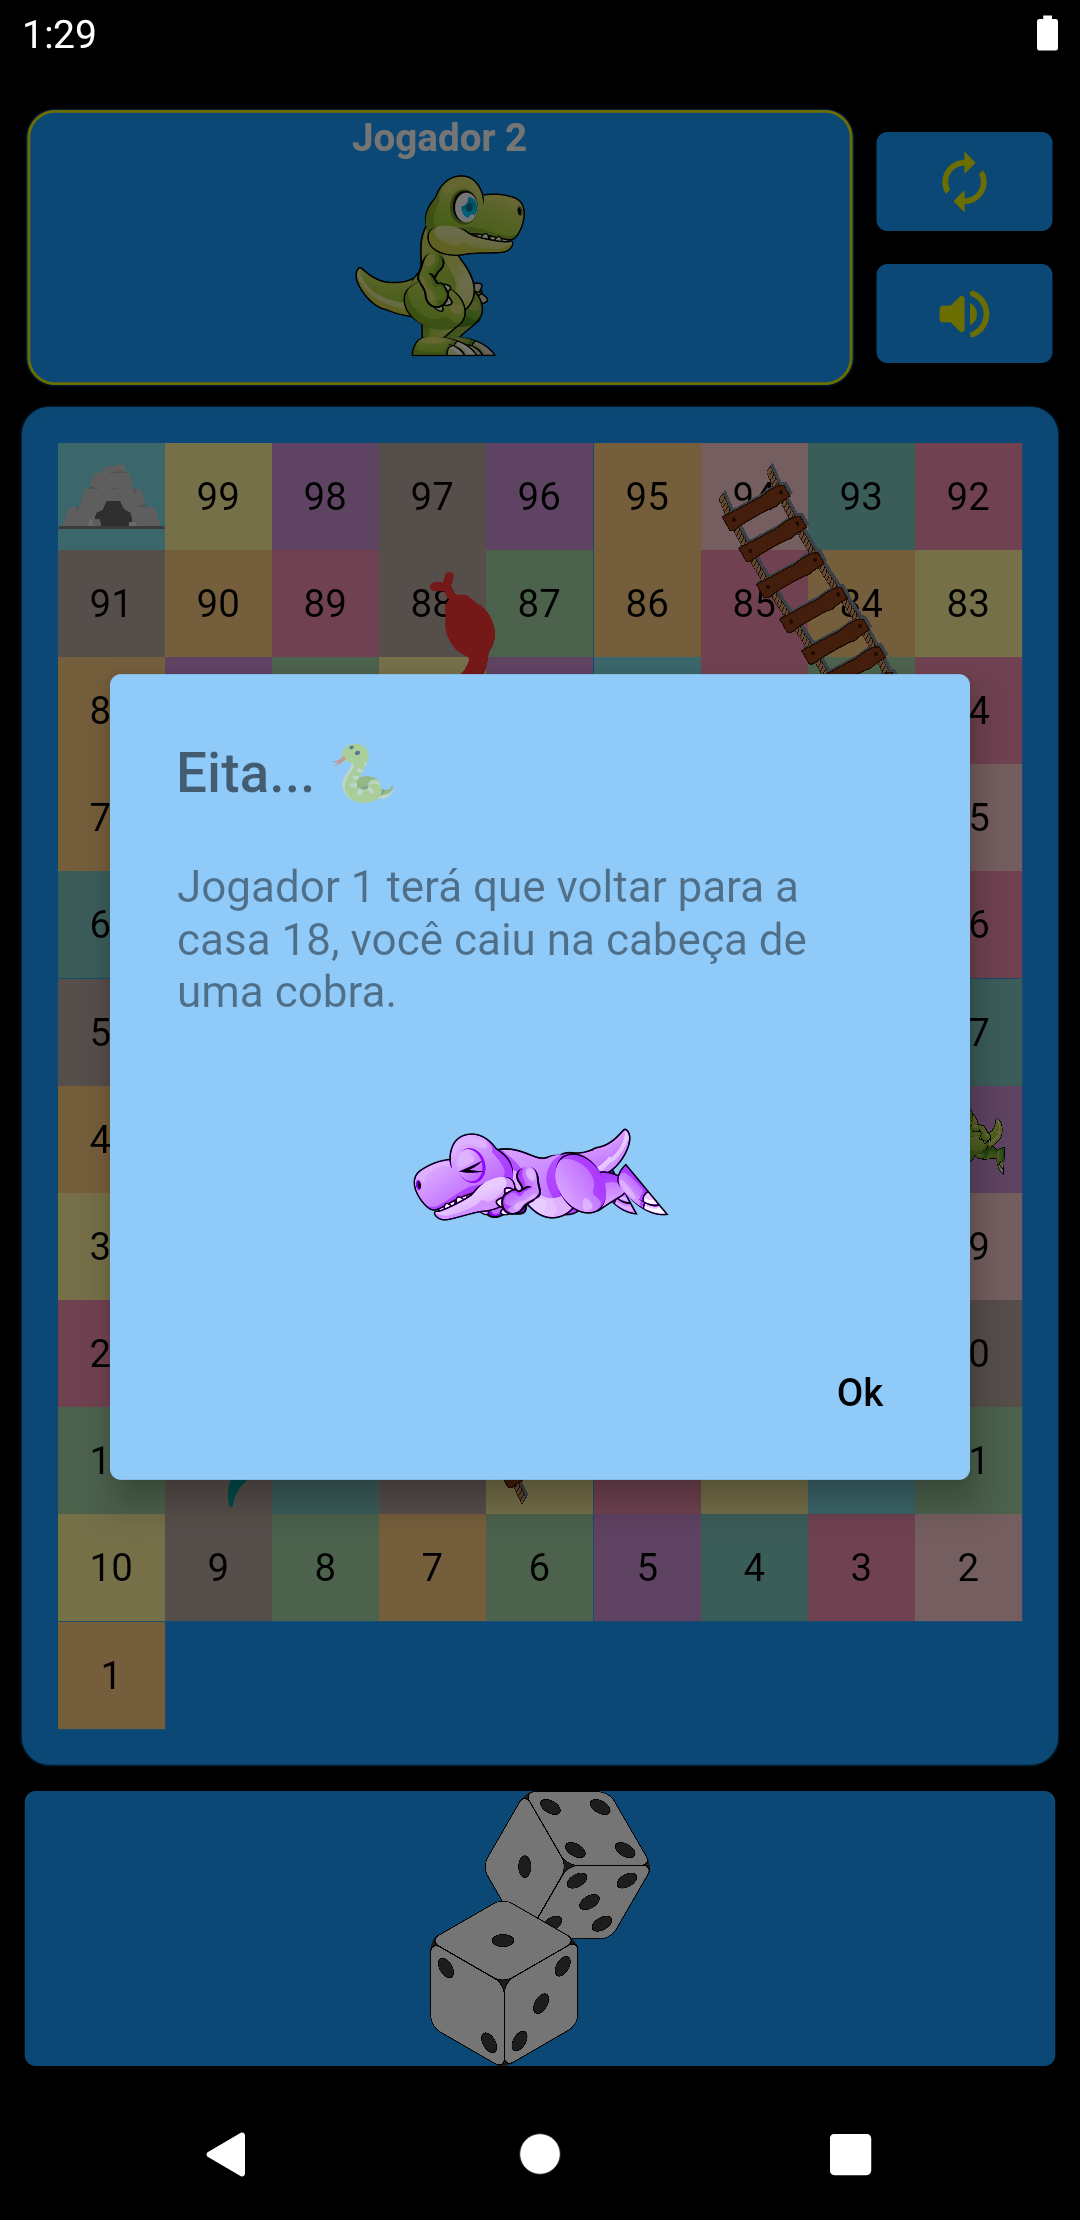 1:29
Jogador 2
99 98 97 96 95 94 93 92
91 90 89 88 87 86 85 84 83
8 4
Eita... 🐍
7 5
Jogador 1 terá que voltar para a
casa 18, você caiu na cabeça de
uma cobra.
6 6
5 7
4
3 9
2 0
Ok
1 1
10 9 8 7 6 5 4 3 2
1